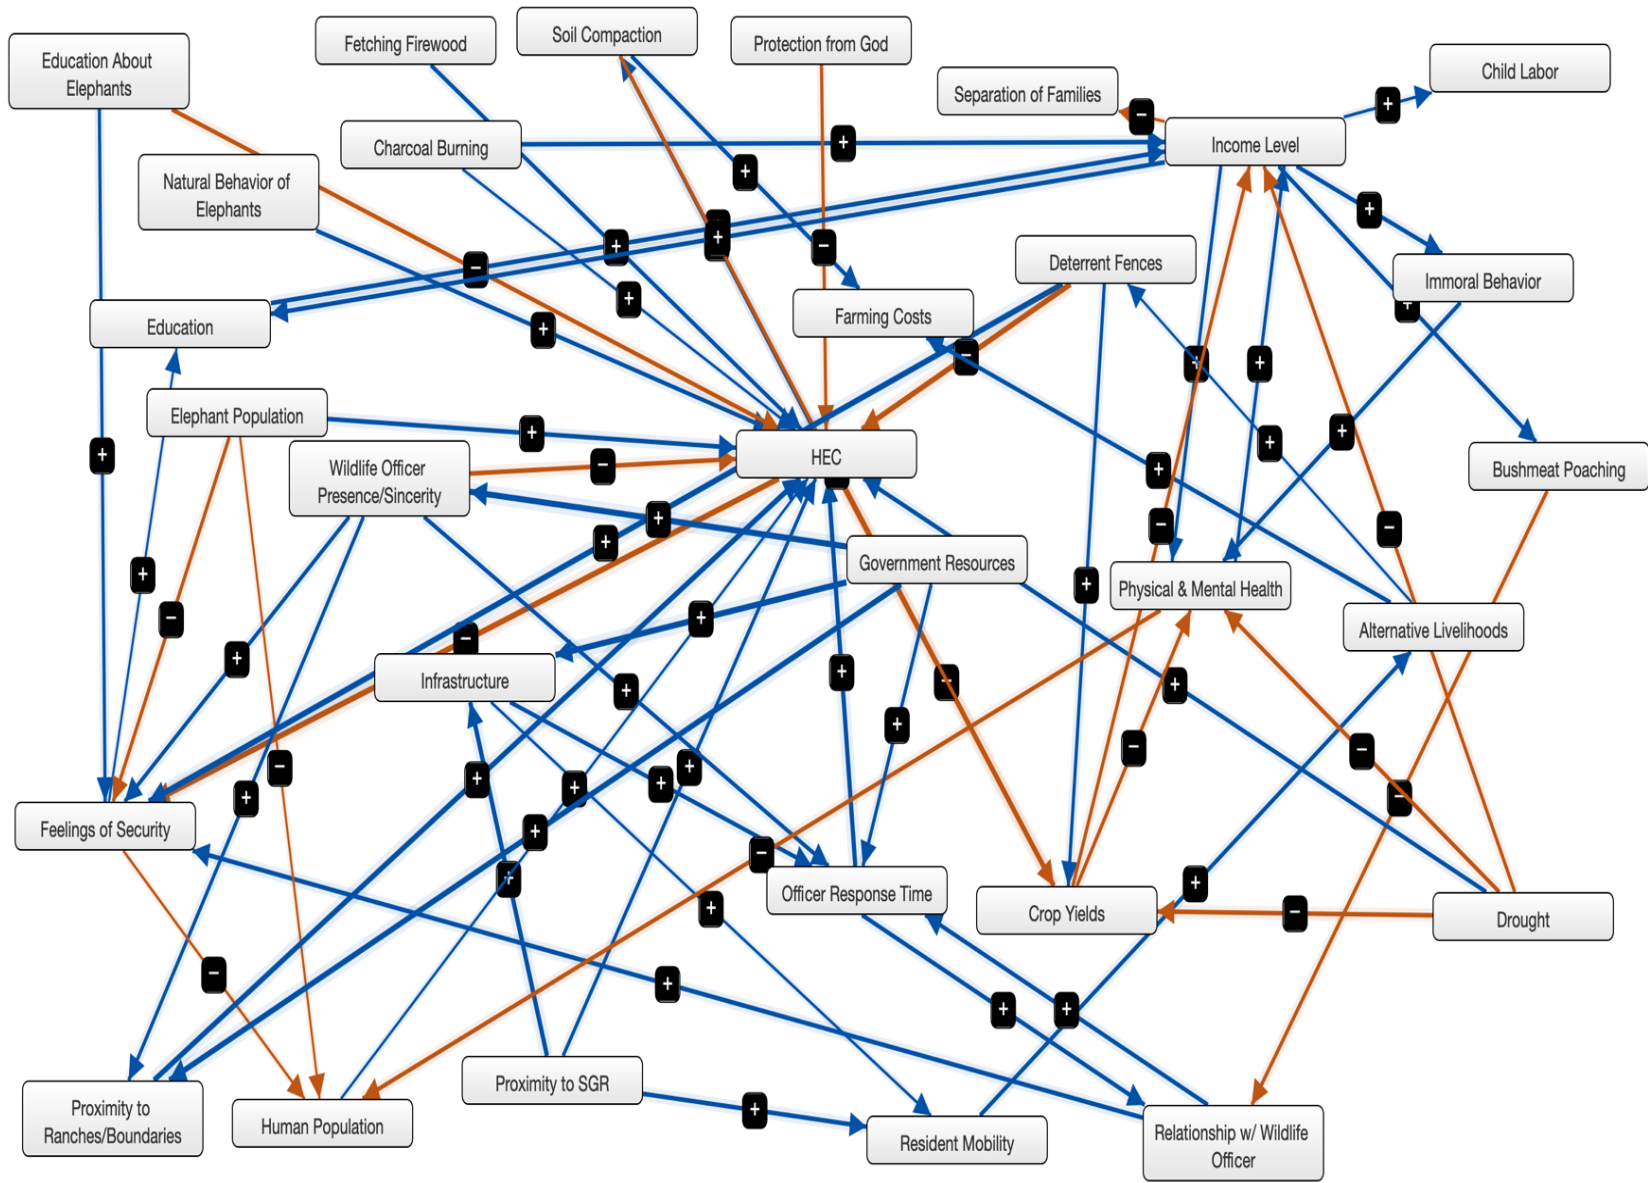 Education About
Elephants
Fetching Firewood
Soil Compaction
Protection from God
Separation of Families
Child Labor
Charcoal Burning
Income Level
Natural Behavior of
Elephants
Deterrent Fences
Immoral Behavior
Education
Farming Costs
Elephant Population
HEC
Wildlife Officer
Presence/Sincerity
Bushmeat Poaching
Government Resources
Physical & Mental Health
Alternative Livelihoods
Infrastructure
Feelings of Security
Officer Response Time
Crop Yields
Drought
Proximity to SGR
Proximity to
Ranches/Boundaries
Human Population
Resident Mobility
Relationship w/ Wildlife
Officer